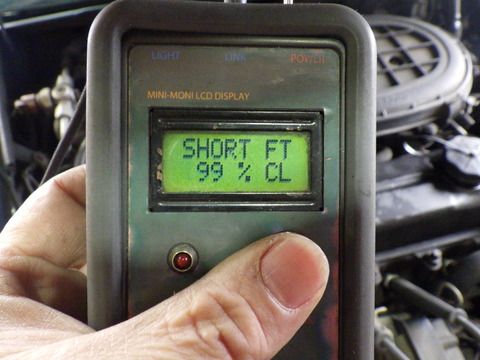 LIGHT LINK POWER
MINI-MONI LCD DISPLAY
SHORT FT
99 % CL